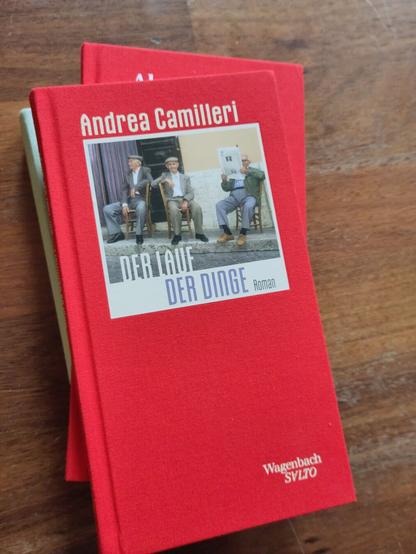 Andrea Camilleri
DER LAUF
DER DINGE Roman
Wagenbach
SALTO